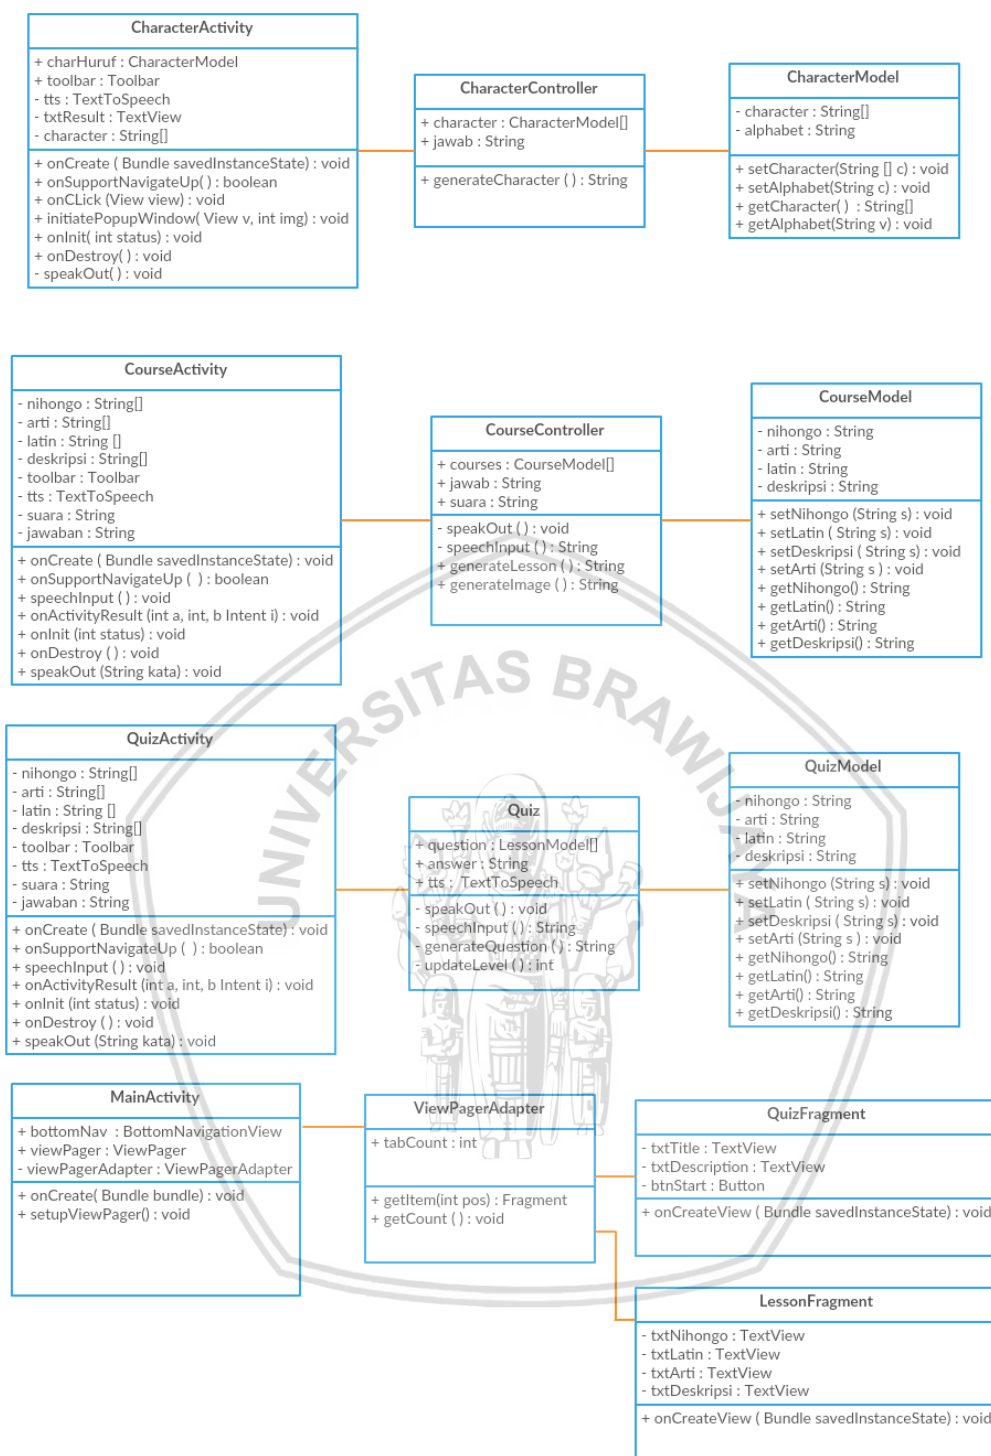 CharacterActivity
+ charHuruf : CharacterModel
+ toolbar : Toolbar
- tts : TextToSpeech
- txtResult : TextView
- character : String[]
+ onCreate ( Bundle savedInstanceState) : void
+ onSupportNavigateUp( ) : boolean
+ onCLick (View view) : void
+ initiatePopupWindow( View v, int img) : void
+ onInit( int status) : void
+ onDestroy( ) : void
- speakOut( ) : void
CharacterController
+ character : CharacterModel[]
+ jawab : String
+ generateCharacter ( ) : String
CharacterModel
- character : String[]
- alphabet : String
+ setCharacter(String [] c) : void
+ setAlphabet(String c) : void
+ getCharacter( ) : String[]
+ getAlphabet(String v) : void
CourseActivity
- nihongo : String[]
- arti : String[]
- latin : String []
- deskripsi : String[]
- toolbar : Toolbar
- tts : TextToSpeech
- suara : String
- jawaban : String
+ onCreate ( Bundle savedInstanceState) : void
+ onSupportNavigateUp ( ) : boolean
+ speechInput ( ) : void
+ onActivityResult (int a, int, b Intent i) : void
+ onInit (int status) : void
+ onDestroy ( ) : void
+ speakOut (String kata) : void
CourseController
+ courses : CourseModel[]
+ jawab : String
+ suara : String
- speakOut ( ) : void
- speechInput ( ) : String
+ generateLesson ( ) : String
+ generateImage ( ) : String
CourseModel
- nihongo : String
- arti : String
- latin : String
- deskripsi : String
+ setNihongo (String s) : void
+ setLatin ( String s) : void
+ setDeskripsi ( String s) : void
+ setArti (String s ) : void
+ getNihongo() : String
+ getLatin() : String
+ getArti() : String
+ getDeskripsi() : String
UNIVERSITAS BRAWIJAYA
QuizActivity
- nihongo : String[]
- arti : String[]
- latin : String []
- deskripsi : String[]
- toolbar : Toolbar
- tts : TextToSpeech
- suara : String
- jawaban : String
+ onCreate ( Bundle savedInstanceState) : void
+ onSupportNavigateUp ( ) : boolean
+ speechInput ( ) : void
+ onActivityResult (int a, int, b Intent i) : void
+ onInit (int status) : void
+ onDestroy ( ) : void
+ speakOut (String kata) : void
Quiz
+ question : LessonModel[]
+ answer : String
+ tts : TextToSpeech
- speakOut ( ) : void
- speechInput ( ) : String
- generateQuestion ( ) : String
- updateLevel ( ) : int
QuizModel
- nihongo : String
- arti : String
- latin : String
- deskripsi : String
+ setNihongo (String s) : void
+ setLatin ( String s) : void
+ setDeskripsi ( String s) : void
+ setArti (String s ) : void
+ getNihongo() : String
+ getLatin() : String
+ getArti() : String
+ getDeskripsi() : String
MainActivity
+ bottomNav : BottomNavigationView
+ viewPager : ViewPager
- viewPagerAdapter : ViewPagerAdapter
+ onCreate( Bundle bundle) : void
+ setupViewPager() : void
ViewPagerAdapter
+ tabCount : int
+ getItem(int pos) : Fragment
+ getCount ( ) : void
QuizFragment
- txtTitle : TextView
- txtDescription : TextView
- btnStart : Button
+ onCreateView ( Bundle savedInstanceState) : void
LessonFragment
- txtNihongo : TextView
- txtLatin : TextView
- txtArti : TextView
- txtDeskripsi : TextView
+ onCreateView ( Bundle savedInstanceState) : void